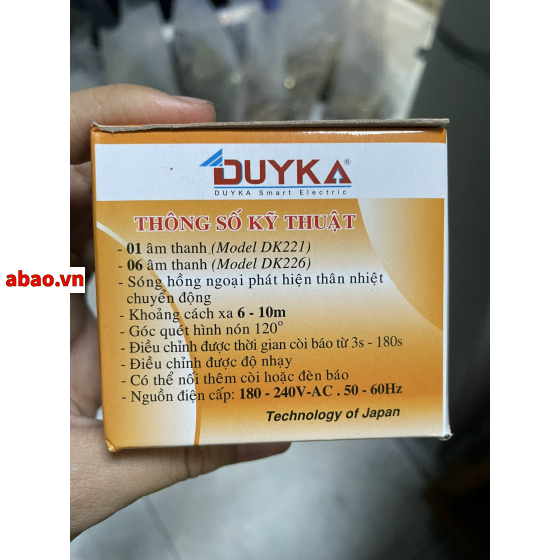 DUYKA®
DUYKA Smart Electric
THÔNG SỐ KỸ THUẬT
- 01 âm thanh (Model DK221)
- 06 âm thanh (Model DK226)
abao.vn
- Sóng hồng ngoại phát hiện thân nhiệt
chuyển động
- Khoảng cách xa 6 - 10m
- Góc quét hình nón 120°
- Điều chỉnh được thời gian còi báo từ 3s - 180s
- Điều chỉnh được độ nhạy
- Có thể nối thêm còi hoặc đèn báo
- Nguồn điện cấp: 180 - 240V-AC . 50 - 60Hz
Technology of Japan